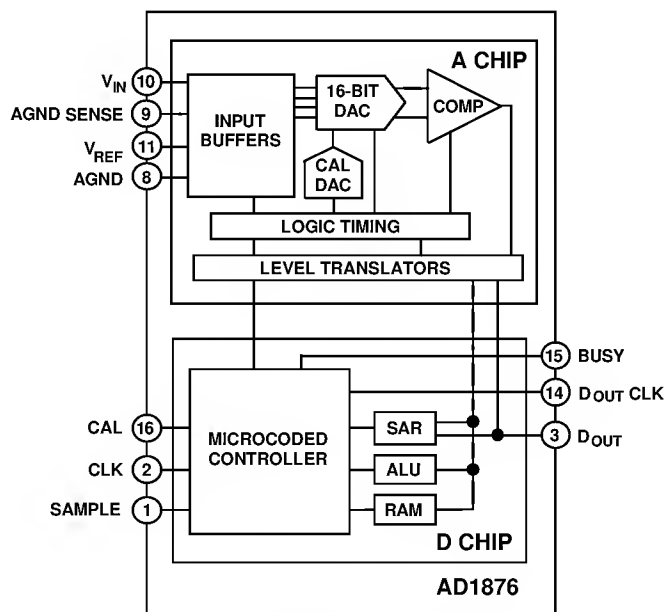 A CHIP
V_IN 10
AGND SENSE 9
V_REF 11
AGND 8
INPUT
BUFFERS
16-BIT
DAC
COMP
CAL
DAC
LOGIC TIMING
LEVEL TRANSLATORS
15 BUSY
14 D_OUT CLK
3 D_OUT
CAL 16
CLK 2
SAMPLE 1
MICROCODED
CONTROLLER
SAR
ALU
RAM
D CHIP
AD1876